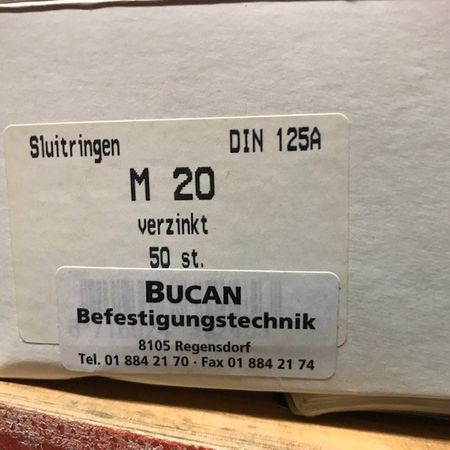 Sluitringen DIN 125A
M 20
verzinkt
50 st.
BUCAN
Befestigungstechnik
8105 Regensdorf
Tel. 01 884 21 70 · Fax 01 884 21 74